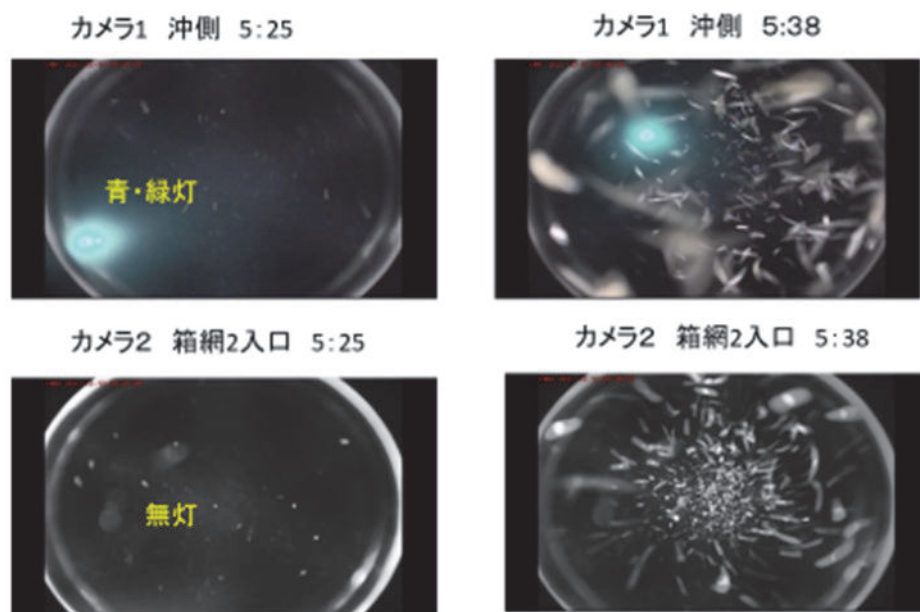 カメラ1 沖側 5:25
カメラ1 沖側 5:38
青・緑灯
カメラ2 箱網2入口 5:25
カメラ2 箱網2入口 5:38
無灯